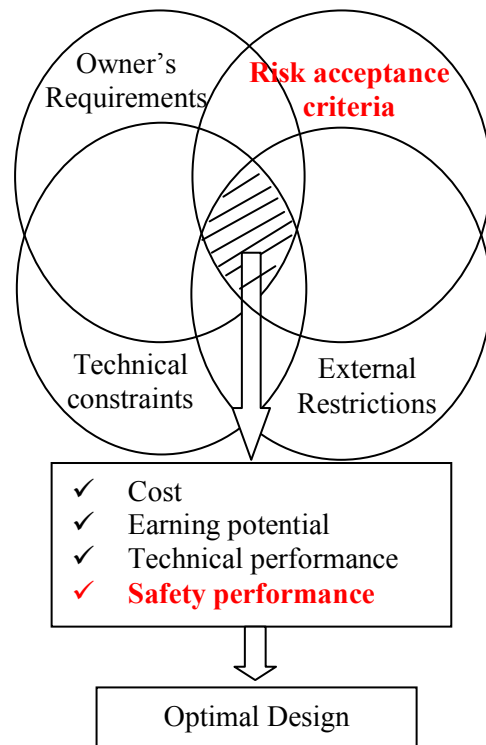 Owner’s
Requirements
Risk acceptance
criteria
Technical
constraints
External
Restrictions
✓ Cost
✓ Earning potential
✓ Technical performance
✓ Safety performance
Optimal Design